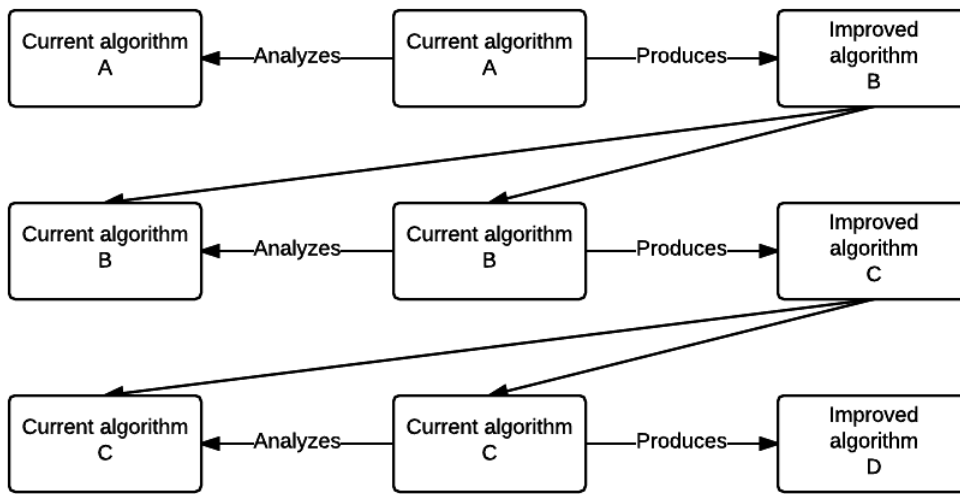 Current algorithm
A
Analyzes
Current algorithm
A
Produces
Improved
algorithm
B
Current algorithm
B
Analyzes
Current algorithm
B
Produces
Improved
algorithm
C
Current algorithm
C
Analyzes
Current algorithm
C
Produces
Improved
algorithm
D